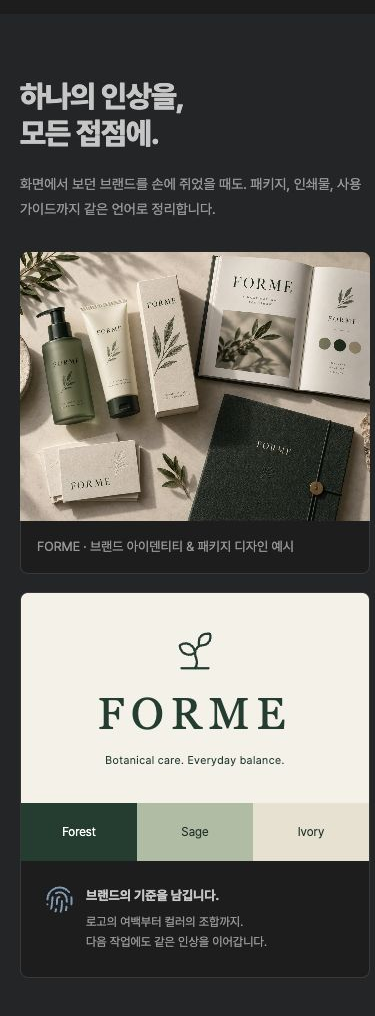 하나의 인상을,
모든 접점에.
화면에서 보던 브랜드를 손에 쥐었을 때도. 패키지, 인쇄물, 사용
가이드까지 같은 언어로 정리합니다.
FORME
FORME
FORME
FORME
FORME
FORME
FORME
FORME · 브랜드 아이덴티티 & 패키지 디자인 예시
FORME
Botanical care. Everyday balance.
Forest
Sage
Ivory
브랜드의 기준을 남깁니다.
로고의 여백부터 컬러의 조합까지.
다음 작업에도 같은 인상을 이어갑니다.